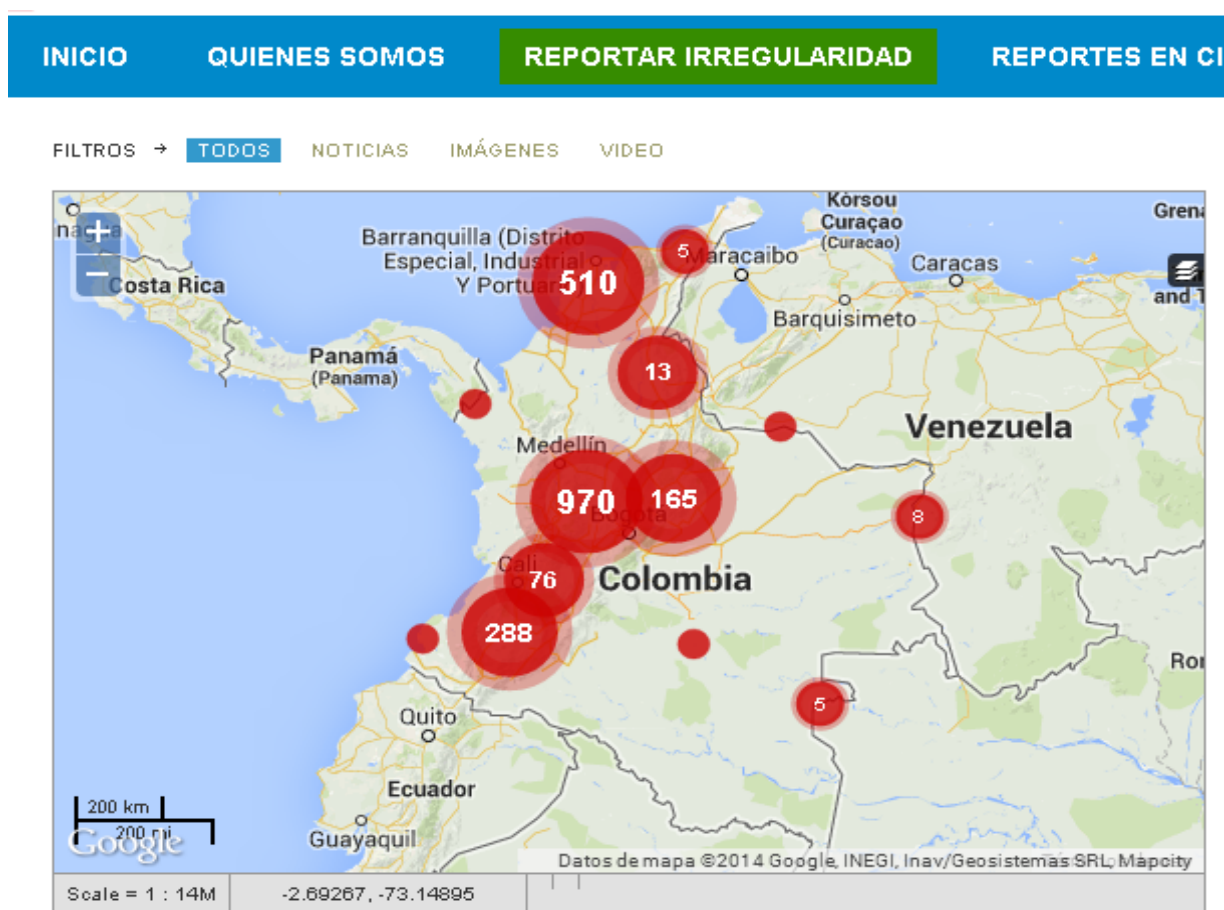 INICIO QUIENES SOMOS REPORTAR IRREGULARIDAD REPORTES EN CI
FILTROS → TODOS NOTICIAS IMÁGENES VIDEO
+
−
Costa Rica
Panamá
(Panama)
Barranquilla (Distrito
Especial, Industrial
Y Portuar
510
5
Maracaibo
Kòrsou
Curaçao
(Curacao)
Caracas
Grena
and T
Barquisimeto
13
Venezuela
Medellín
970
165
Bogotá
8
Cali
76
Colombia
288
5
Ror
Quito
Ecuador
Guayaquil
200 km
200 mi
Google
Datos de mapa ©2014 Google, INEGI, Inav/Geosistemas SRL, Mapcity
Scale = 1 : 14M -2.69267, -73.14895